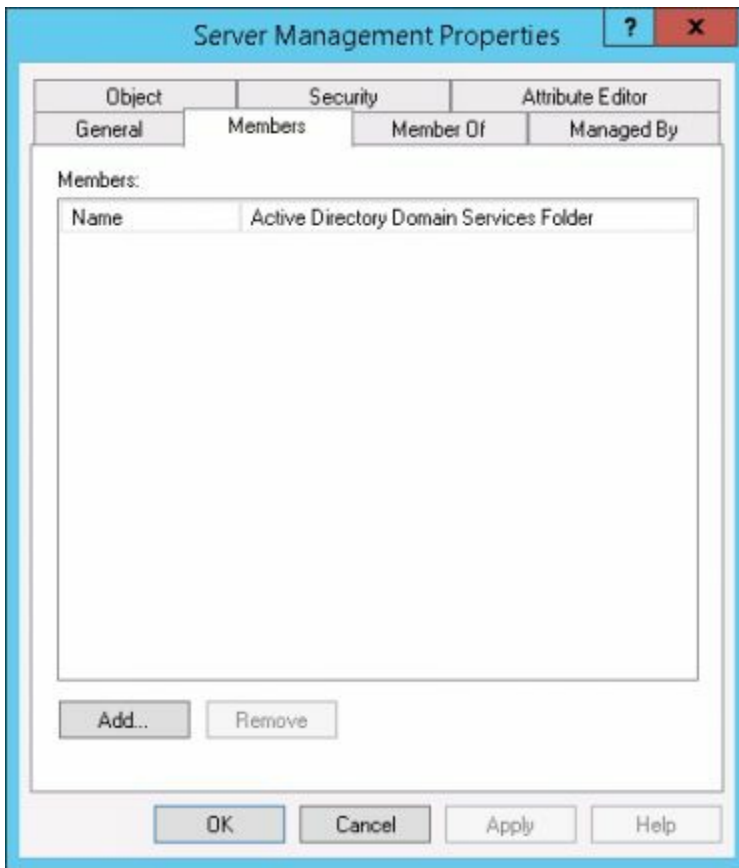 Server Management Properties ? x
Object Security Attribute Editor
General Members Member Of Managed By
Members:
Name Active Directory Domain Services Folder
Add... Remove
OK Cancel Apply Help